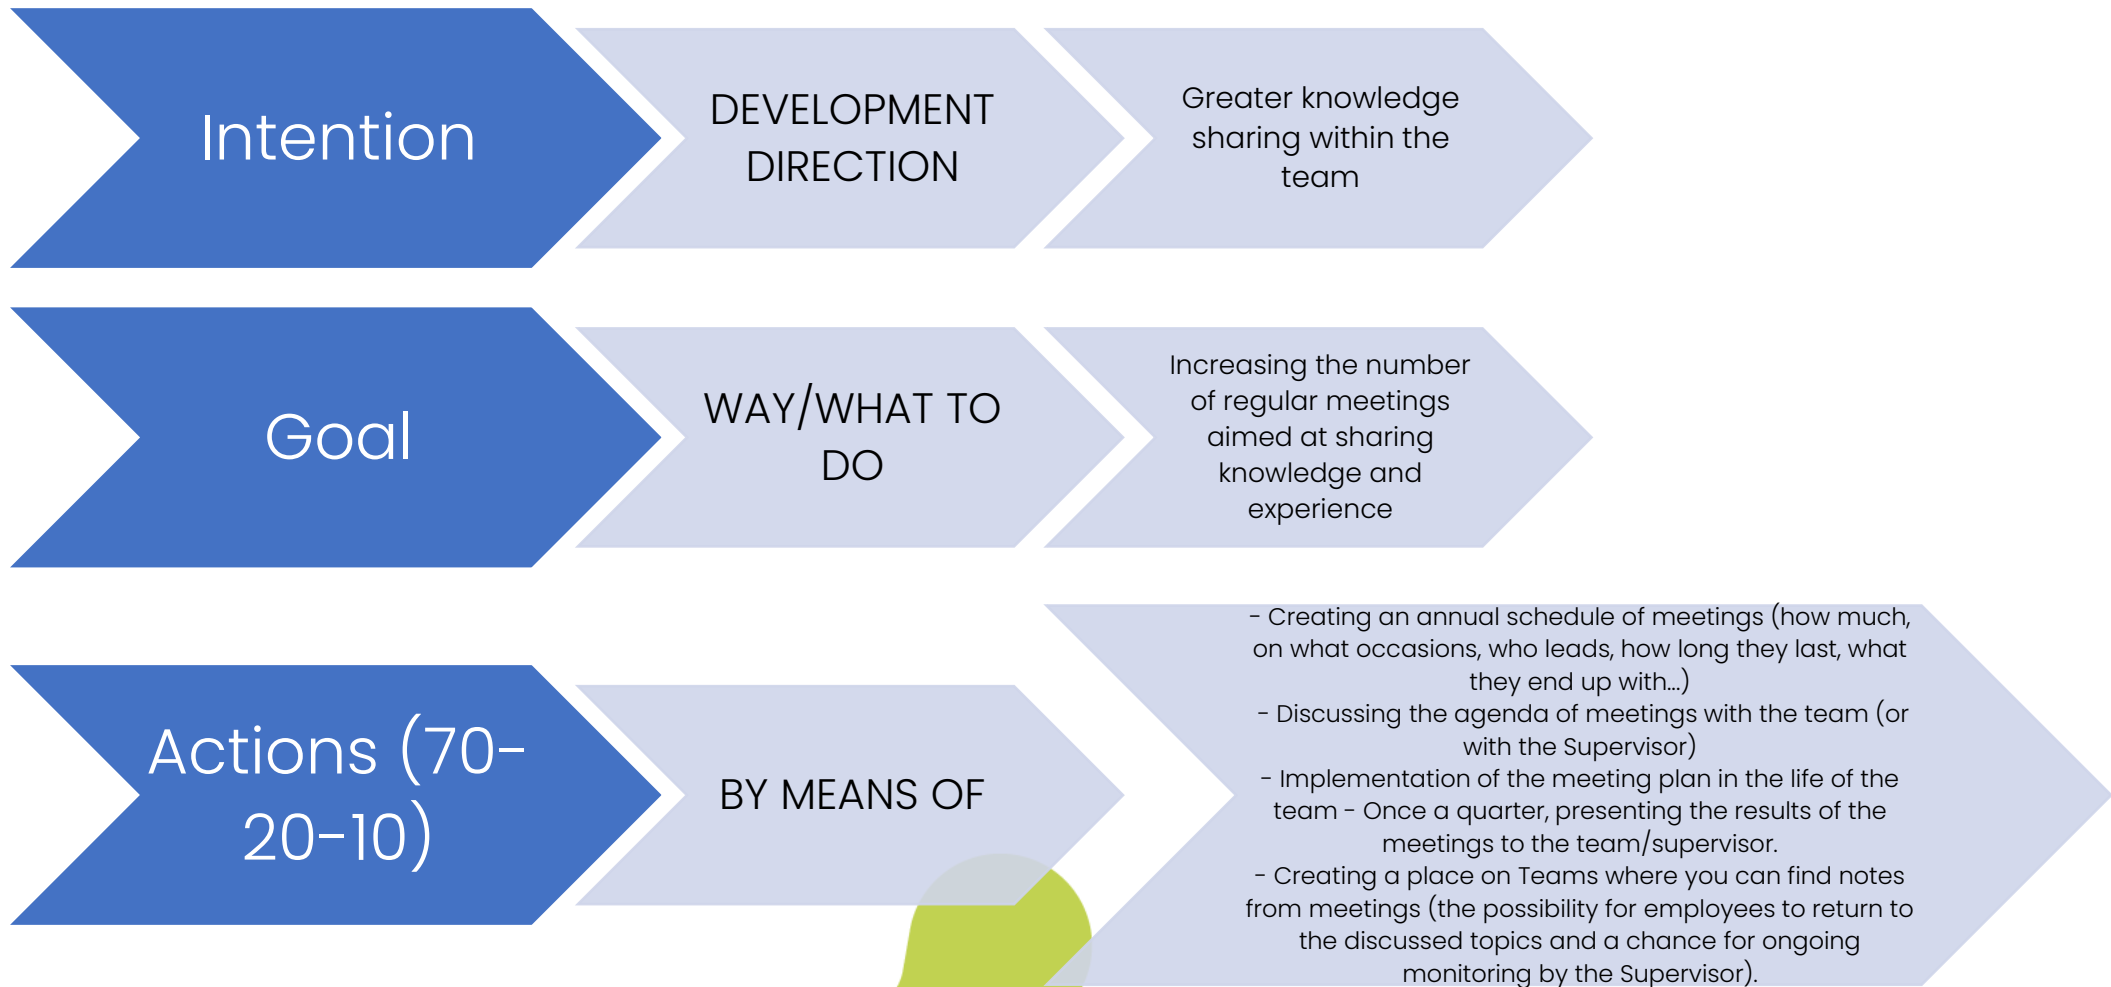 Intention
DEVELOPMENT
DIRECTION
Greater knowledge
sharing within the
team
Goal
WAY/WHAT TO
DO
Increasing the number
of regular meetings
aimed at sharing
knowledge and
experience
Actions (70-
20-10)
BY MEANS OF
- Creating an annual schedule of meetings (how much,
on what occasions, who leads, how long they last, what
they end up with...)
- Discussing the agenda of meetings with the team (or
with the Supervisor)
- Implementation of the meeting plan in the life of the
team - Once a quarter, presenting the results of the
meetings to the team/supervisor.
- Creating a place on Teams where you can find notes
from meetings (the possibility for employees to return to
the discussed topics and a chance for ongoing
monitoring by the Supervisor).